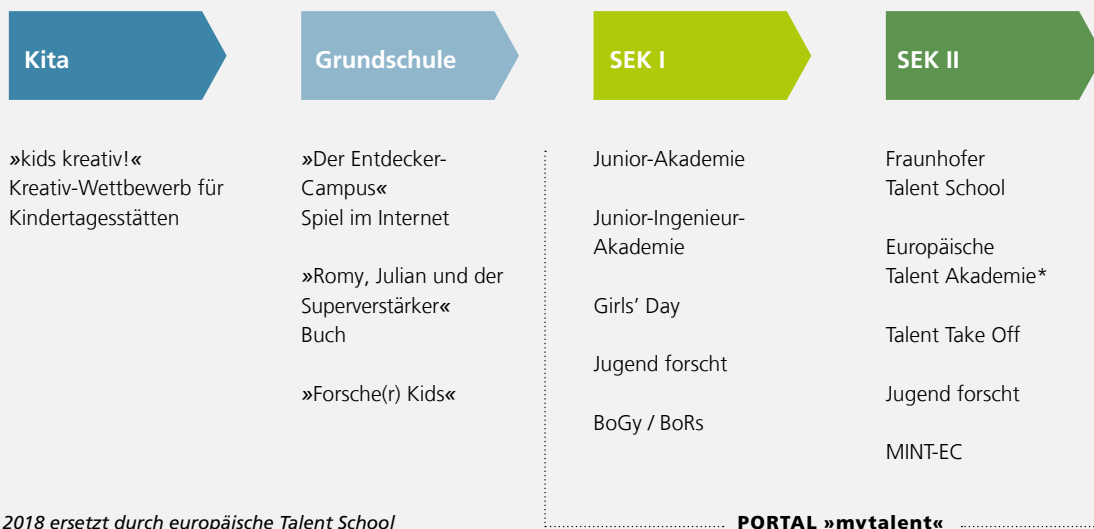 Kita
»kids kreativ!«
Kreativ-Wettbewerb für
Kindertagesstätten
Grundschule
»Der Entdecker-
Campus«
Spiel im Internet
»Romy, Julian und der
Superverstärker«
Buch
»Forsche(r) Kids«
SEK I
Junior-Akademie
Junior-Ingenieur-
Akademie
Girls’ Day
Jugend forscht
BoGy / BoRs
SEK II
Fraunhofer
Talent School
Europäische
Talent Akademie*
Talent Take Off
Jugend forscht
MINT-EC
2018 ersetzt durch europäische Talent School
PORTAL »mytalent«